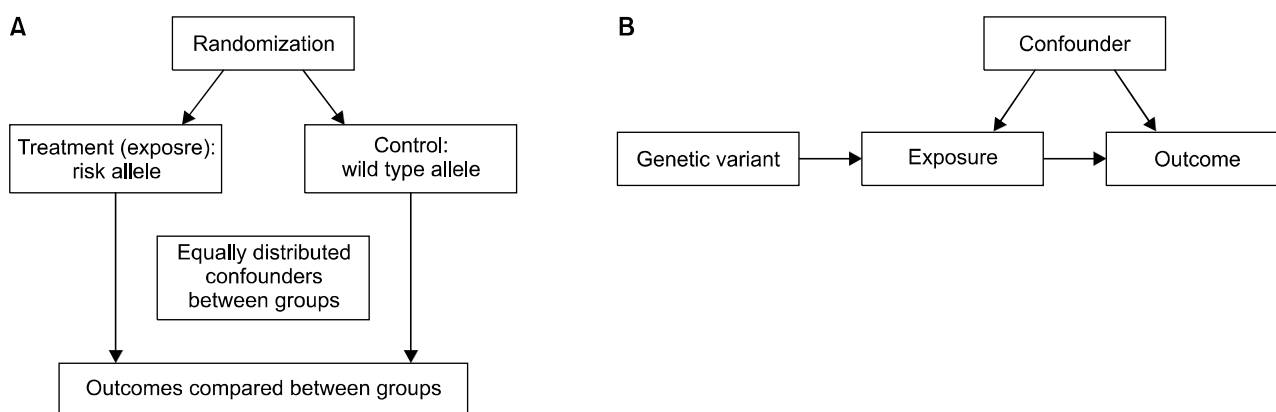 A
Randomization
Treatment (exposre):
risk allele
Control:
wild type allele
Equally distributed
confounders
between groups
Outcomes compared between groups
B
Confounder
Genetic variant
Exposure
Outcome